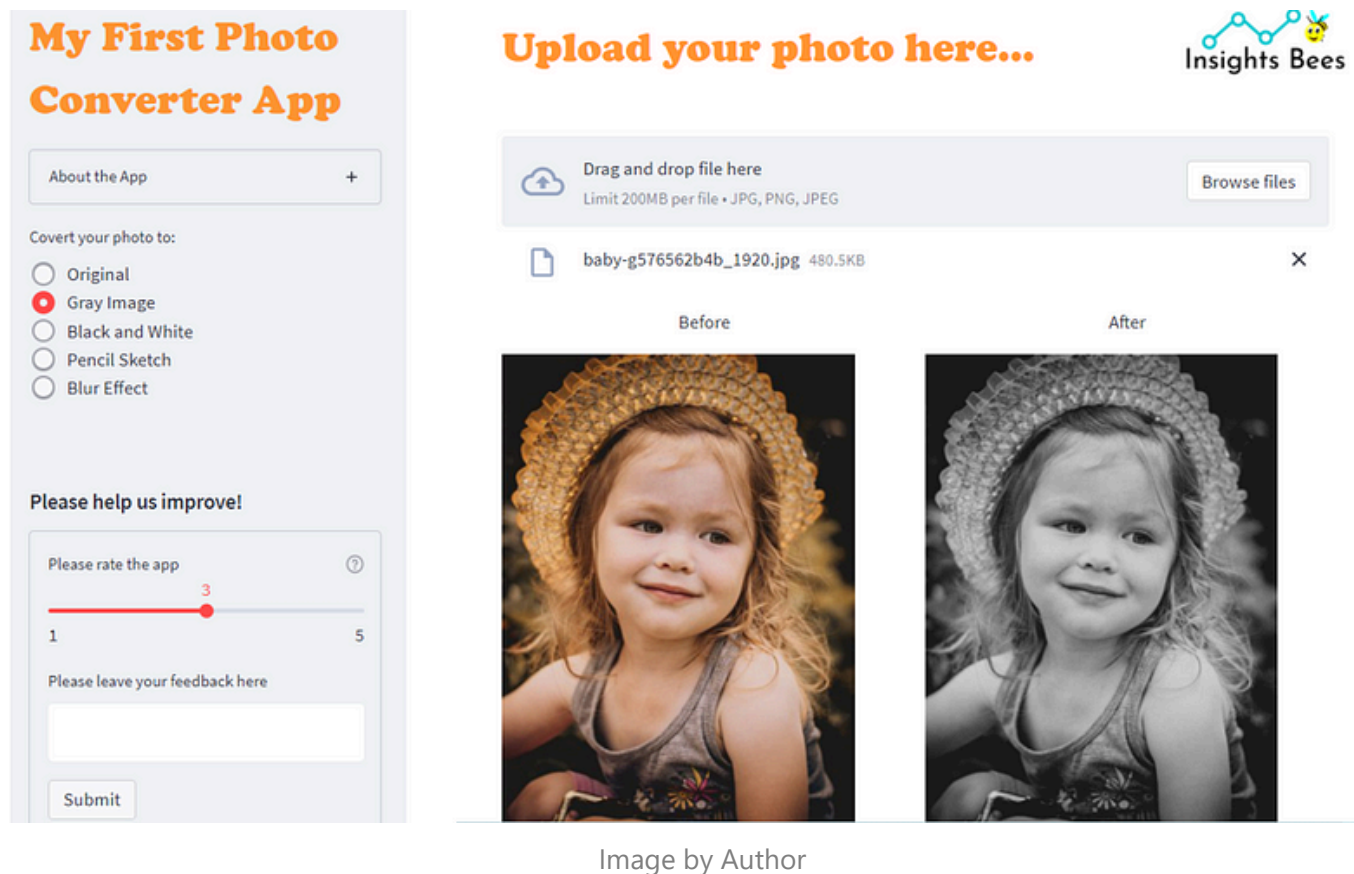 My First Photo
Converter App
About the App +
Covert your photo to:
Original
Gray Image
Black and White
Pencil Sketch
Blur Effect
Please help us improve!
Please rate the app ?
3
1 5
Please leave your feedback here
Submit
Upload your photo here...
Insights Bees
Drag and drop file here
Limit 200MB per file • JPG, PNG, JPEG
Browse files
baby-g576562b4b_1920.jpg 480.5KB
Before After
Image by Author